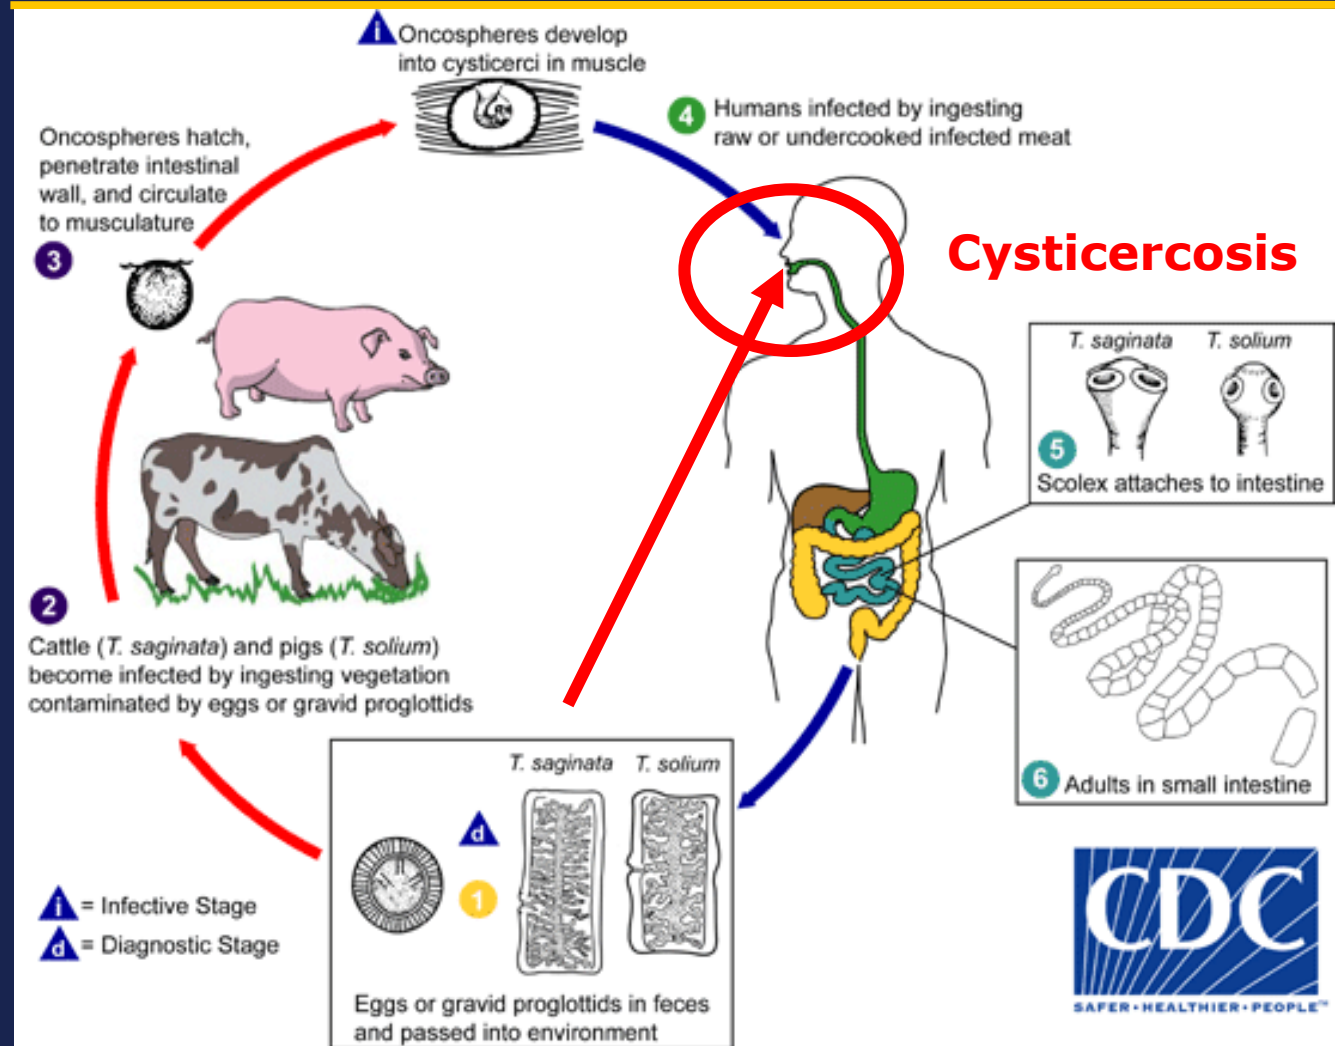 i
Oncospheres develop
into cysticerci in muscle
4
Humans infected by ingesting
raw or undercooked infected meat
Oncospheres hatch,
penetrate intestinal
wall, and circulate
to musculature
3
Cysticercosis
T. saginata
T. solium
5
Scolex attaches to intestine
2
Cattle (T. saginata) and pigs (T. solium)
become infected by ingesting vegetation
contaminated by eggs or gravid proglottids
6
Adults in small intestine
T. saginata
T. solium
d
1
Eggs or gravid proglottids in feces
and passed into environment
i = Infective Stage
d = Diagnostic Stage
CDC
SAFER•HEALTHIER•PEOPLE™